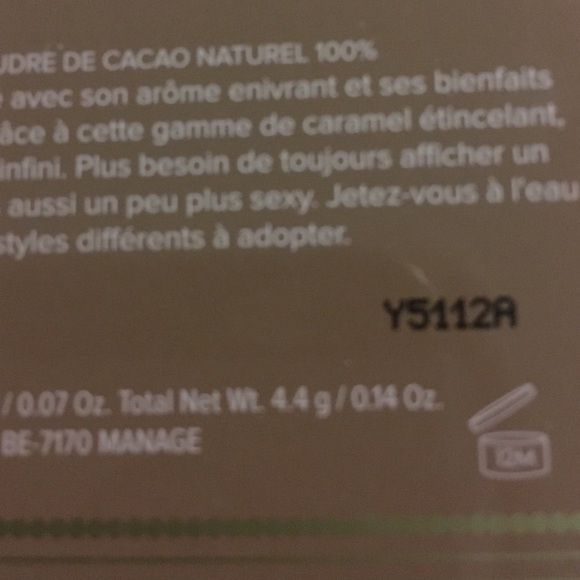 UDRE DE CACAO NATUREL 100%
avec son arôme enivrant et ses bienfaits
âce à cette gamme de caramel étincelant,
infini. Plus besoin de toujours afficher un
aussi un peu plus sexy. Jetez-vous à l'eau
styles différents à adopter.
Y5112A
/ 0.07 Oz. Total Net Wt. 4.4 g / 0.14 Oz.
BE-7170 MANAGE
12M